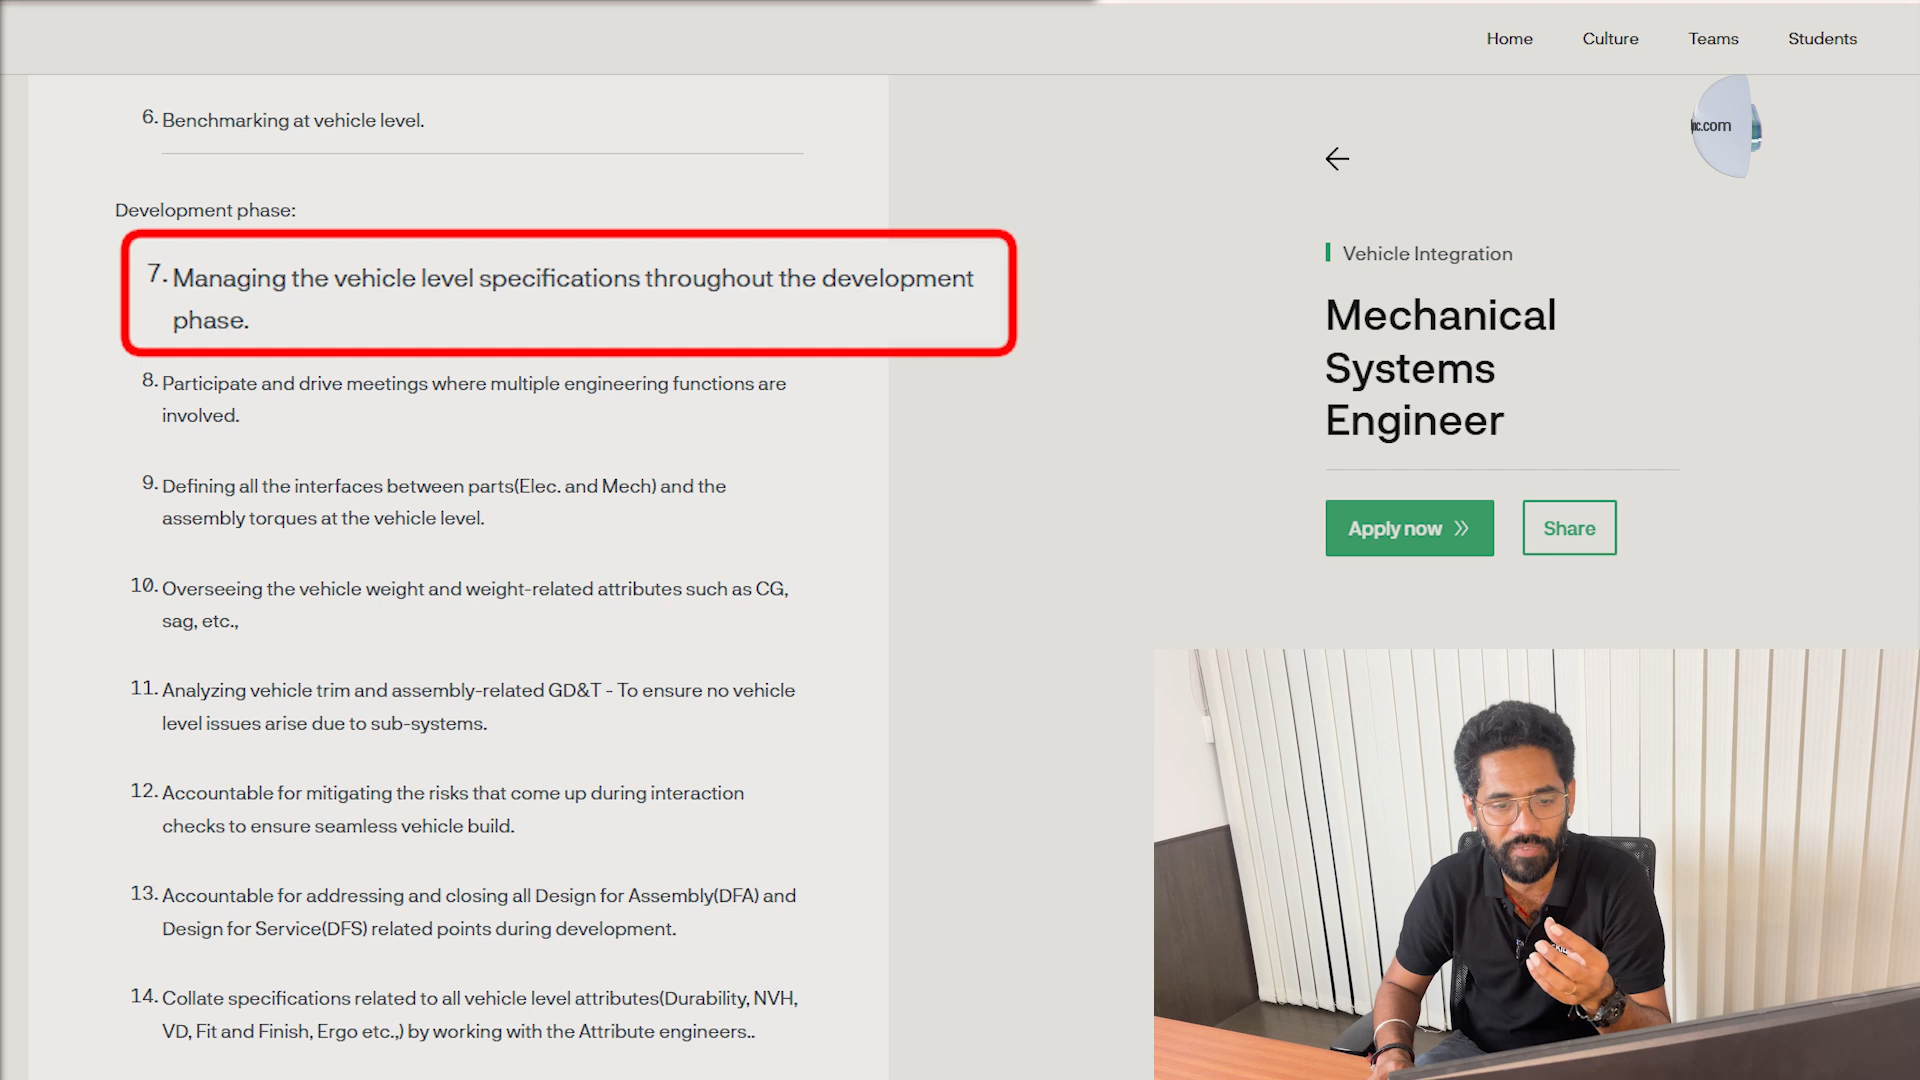 Home Culture Teams Students
6. Benchmarking at vehicle level.
Development phase:
7. Managing the vehicle level specifications throughout the development
phase.
8. Participate and drive meetings where multiple engineering functions are
involved.
9. Defining all the interfaces between parts(Elec. and Mech) and the
assembly torques at the vehicle level.
10. Overseeing the vehicle weight and weight-related attributes such as CG,
sag, etc.,
11. Analyzing vehicle trim and assembly-related GD&T - To ensure no vehicle
level issues arise due to sub-systems.
12. Accountable for mitigating the risks that come up during interaction
checks to ensure seamless vehicle build.
13. Accountable for addressing and closing all Design for Assembly(DFA) and
Design for Service(DFS) related points during development.
14. Collate specifications related to all vehicle level attributes(Durability, NVH,
VD, Fit and Finish, Ergo etc.,) by working with the Attribute engineers..
Vehicle Integration
Mechanical
Systems
Engineer
Apply now
Share